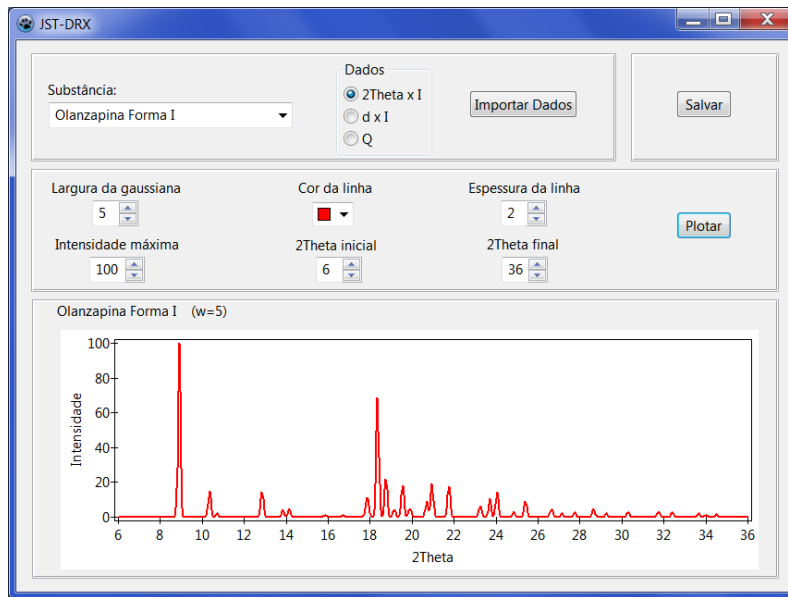 JST-DRX
Substância:
Olanzapina Forma I
Dados
2Theta x I
d x I
Q
Importar Dados
Salvar
Largura da gaussiana
5
Cor da linha
Espessura da linha
2
Plotar
Intensidade máxima
100
2Theta inicial
6
2Theta final
36
Olanzapina Forma I (w=5)
Intensidade
100
80
60
40
20
0
6 8 10 12 14 16 18 20 22 24 26 28 30 32 34 36
2Theta